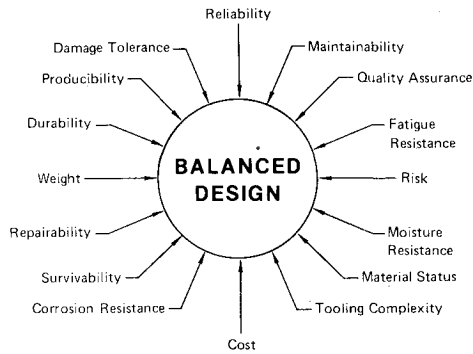 Reliability
Damage Tolerance
Maintainability
Producibility
Quality Assurance
Durability
Fatigue
Resistance
BALANCED
DESIGN
Weight
Risk
Repairability
Moisture
Resistance
Survivability
Material Status
Corrosion Resistance
Tooling Complexity
Cost